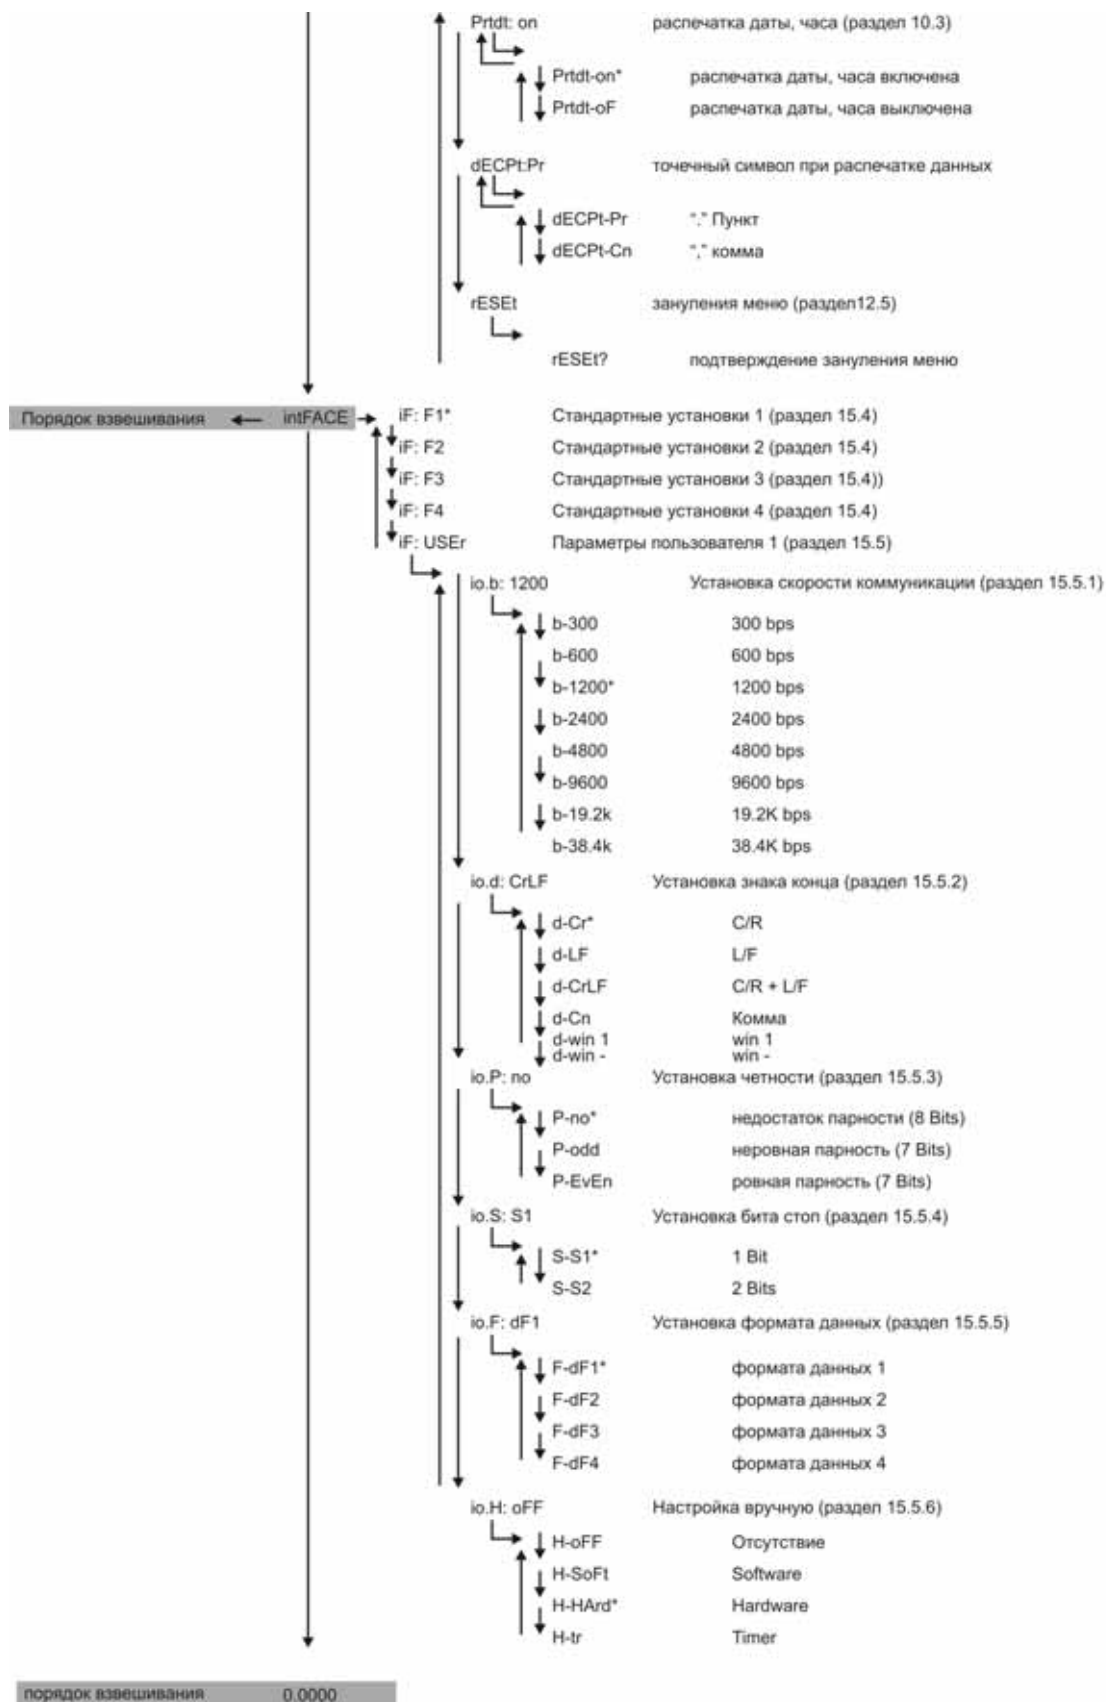 Prtdt: on распечатка даты, часа (раздел 10.3)
Prtdt-on* распечатка даты, часа включена
Prtdt-oF распечатка даты, часа выключена
dECPt:Pr точечный символ при распечатке данных
dECPt-Pr "." Пункт
dECPt-Cn "," комма
rESEt зануления меню (раздел12.5)
rESEt? подтверждение зануления меню
Порядок взвешивания intFACE iF: F1* Стандартные установки 1 (раздел 15.4)
iF: F2 Стандартные установки 2 (раздел 15.4)
iF: F3 Стандартные установки 3 (раздел 15.4))
iF: F4 Стандартные установки 4 (раздел 15.4)
iF: USEr Параметры пользователя 1 (раздел 15.5)
io.b: 1200 Установка скорости коммуникации (раздел 15.5.1)
b-300 300 bps
b-600 600 bps
b-1200* 1200 bps
b-2400 2400 bps
b-4800 4800 bps
b-9600 9600 bps
b-19.2k 19.2K bps
b-38.4k 38.4K bps
io.d: CrLF Установка знака конца (раздел 15.5.2)
d-Cr* C/R
d-LF L/F
d-CrLF C/R + L/F
d-Cn Комма
d-win 1 win 1
d-win - win -
io.P: no Установка четности (раздел 15.5.3)
P-no* недостаток парности (8 Bits)
P-odd неровная парность (7 Bits)
P-EvEn ровная парность (7 Bits)
io.S: S1 Установка бита стоп (раздел 15.5.4)
S-S1* 1 Bit
S-S2 2 Bits
io.F: dF1 Установка формата данных (раздел 15.5.5)
F-dF1* формата данных 1
F-dF2 формата данных 2
F-dF3 формата данных 3
F-dF4 формата данных 4
io.H: oFF Настройка вручную (раздел 15.5.6)
H-oFF Отсутствие
H-SoFt Software
H-HArd* Hardware
H-tr Timer
порядок взвешивания 0.0000